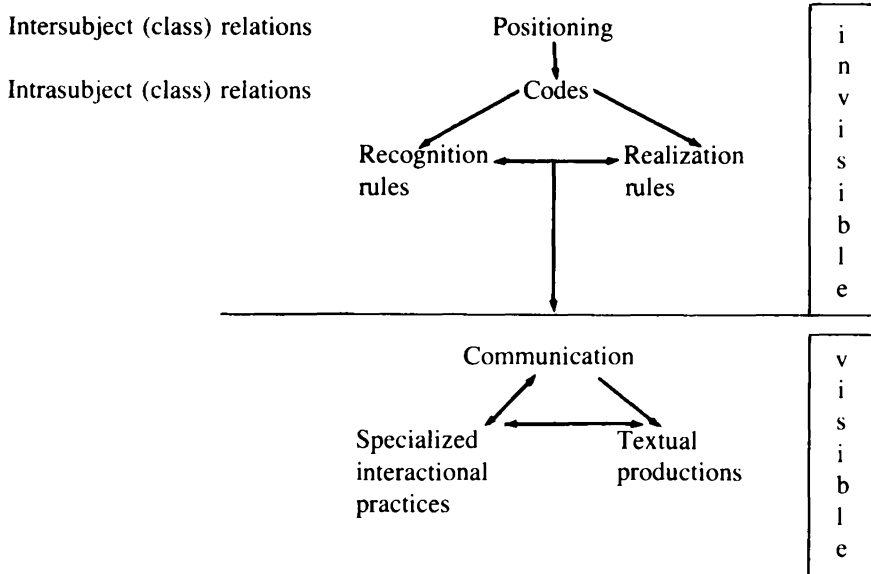 Intersubject (class) relations
Positioning
Intrasubject (class) relations
Codes
Recognition
rules
Realization
rules
i
n
v
i
s
i
b
l
e
Communication
Specialized
interactional
practices
Textual
productions
v
i
s
i
b
l
e